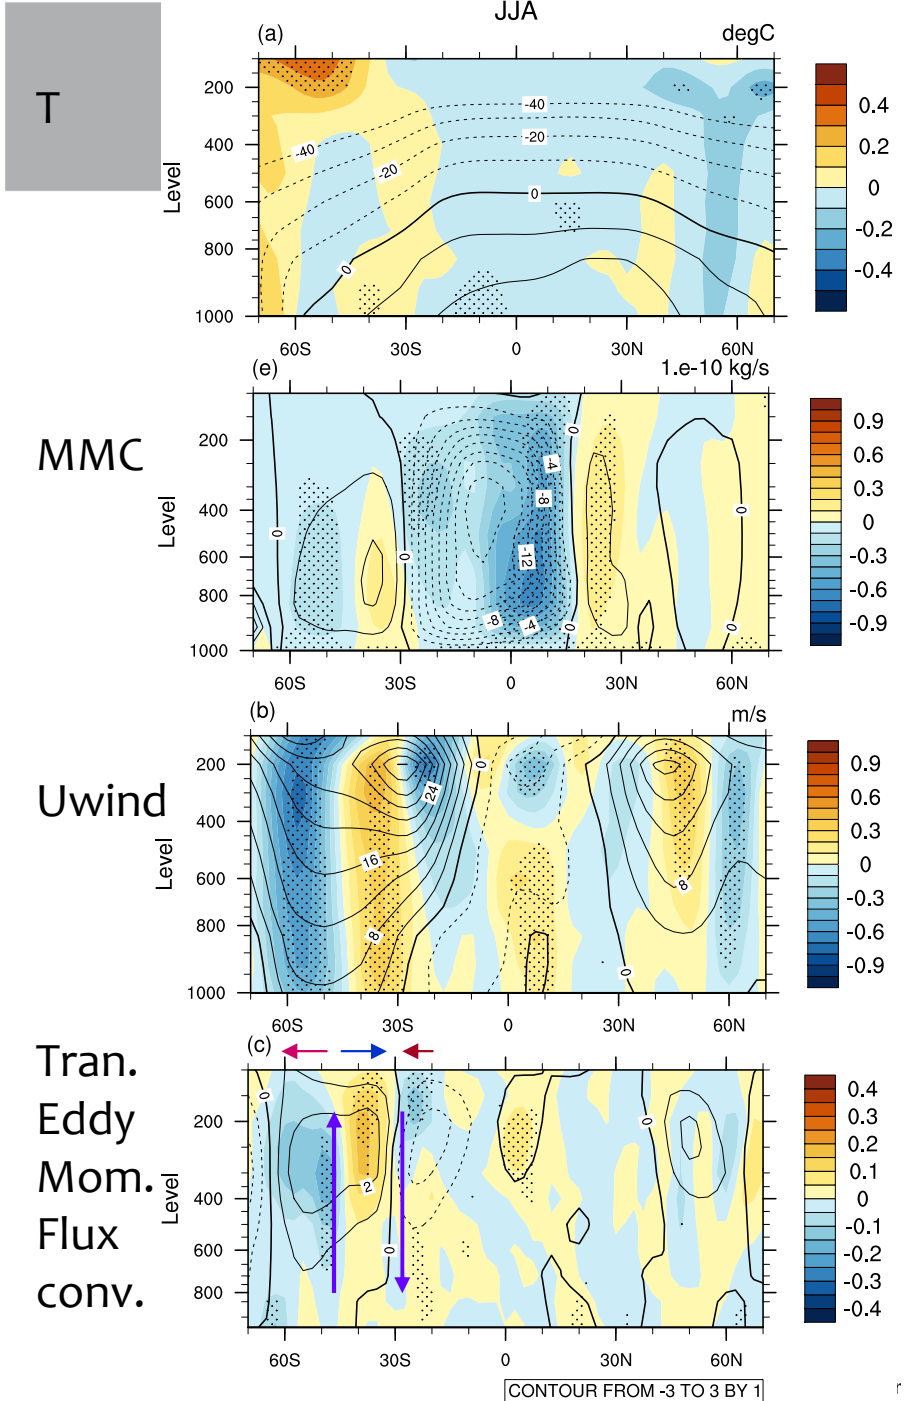 JJA
(a)
degC
T
Level
200
400
600
800
1000
-40
-20
-40
-20
0
0
60S
30S
0
30N
60N
0.4
0.2
0
-0.2
-0.4
(e)
1.e-10 kg/s
MMC
Level
200
400
600
800
1000
0
0
0
-4
-8
-12
-8
-4
0
0
0
60S
30S
0
30N
60N
0.9
0.6
0.3
0
-0.3
-0.6
-0.9
(b)
m/s
Uwind
Level
200
400
600
800
1000
0
24
16
8
8
0
60S
30S
0
30N
60N
0.9
0.6
0.3
0
-0.3
-0.6
-0.9
(c)
Tran.
Eddy
Mom.
Flux
conv.
Level
200
400
600
800
0
0
2
0
0
60S
30S
0
30N
60N
0.4
0.3
0.2
0.1
0
-0.1
-0.2
-0.3
-0.4
CONTOUR FROM -3 TO 3 BY 1